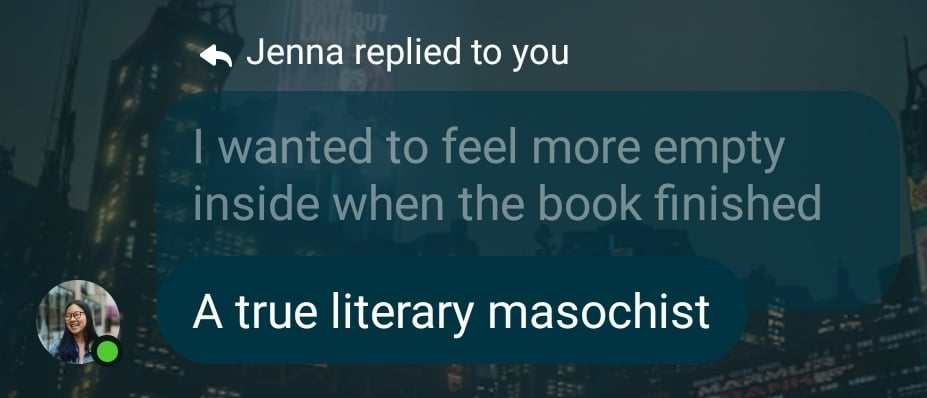 Jenna replied to you
I wanted to feel more empty
inside when the book finished
A true literary masochist